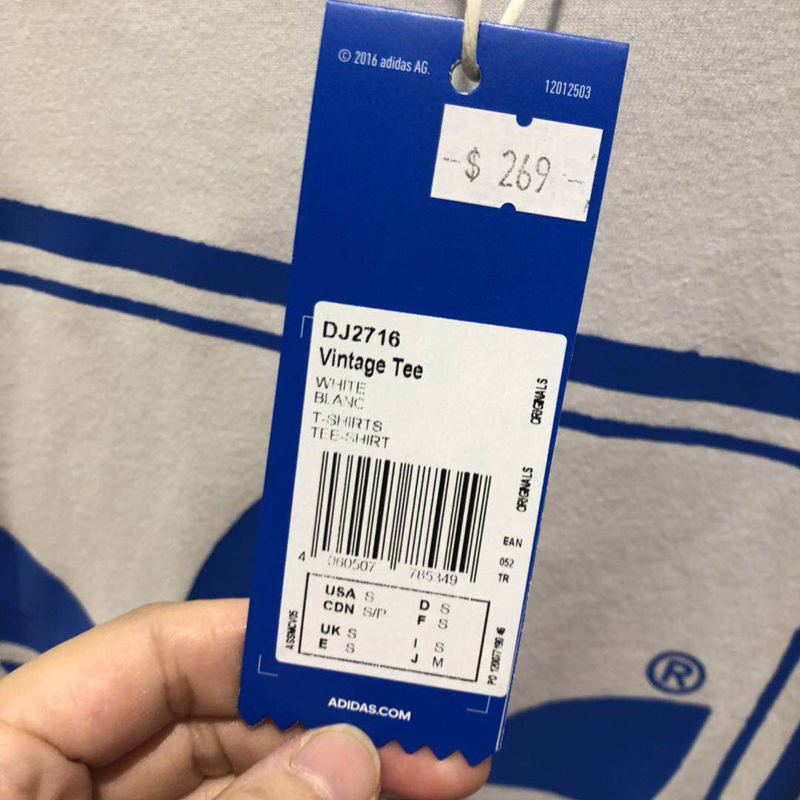 © 2016 adidas AG.
12012503
-$ 269-
DJ2716
Vintage Tee
WHITE
BLANC
T-SHIRTS
TEE-SHIRT
ORIGINALS
ORIGINALS
EAN
052
TR
4 060507 785349
USA S
CDN S/P
UK S
E S
D S
F S
I S
J M
ADIDAS.COM
®